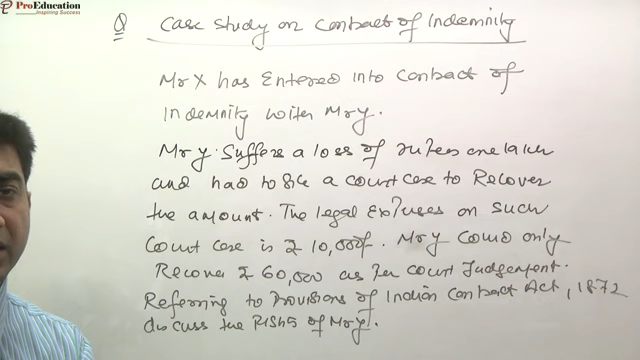 ProEducation
Inspiring Success
Q Case Study on Contract of Indemnity
Mr X has Entered into Contract of
Indemnity with Mr Y.
Mr Y. Suffers a loss of rupees one lakh
and had to file a court case to Recover
the amount. The legal Expenses on such
Court case is ₹ 10,000/-. Mr Y Could only
Recover ₹ 60,000 as per court Judgement.
Referring to Provisions of Indian Contract Act, 1872
discuss the Rights of Mr Y.